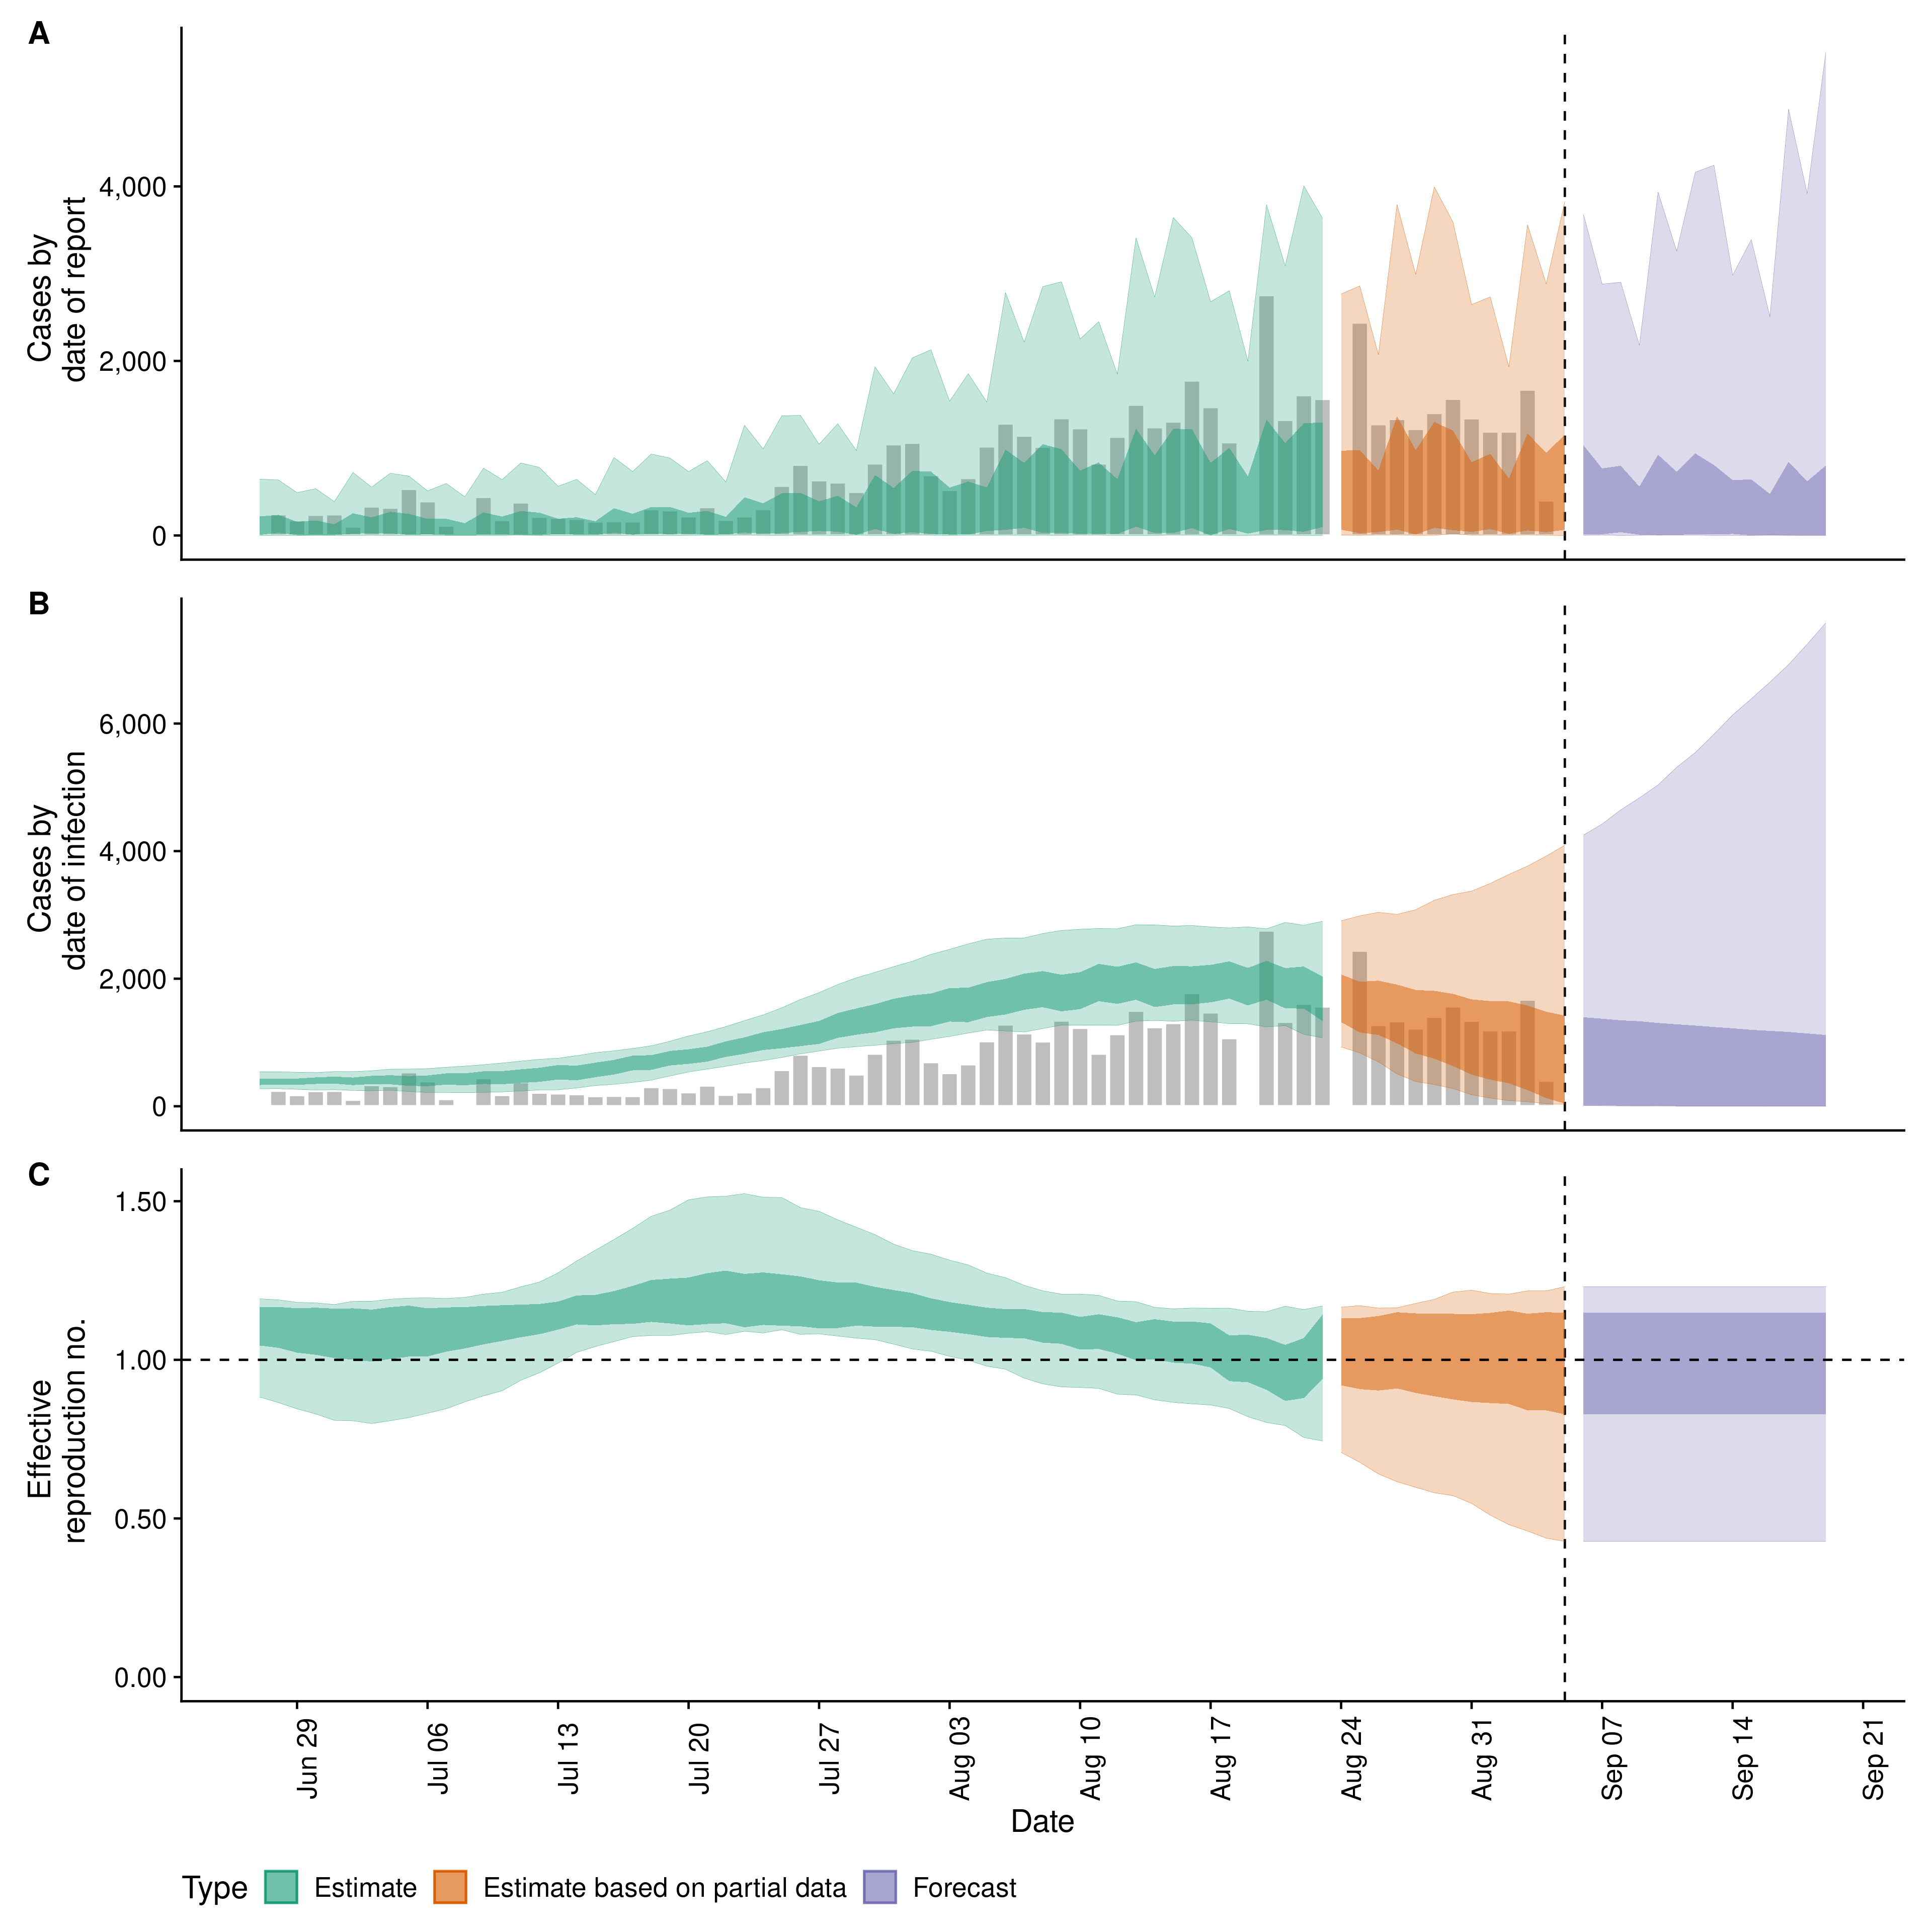 A
Cases by
date of report
4,000
2,000
0
B
Cases by
date of infection
6,000
4,000
2,000
0
C
Effective
reproduction no.
1.50
1.00
0.50
0.00
Jun 29
Jul 06
Jul 13
Jul 20
Jul 27
Aug 03
Aug 10
Aug 17
Aug 24
Aug 31
Sep 07
Sep 14
Sep 21
Date
Type Estimate Estimate based on partial data Forecast